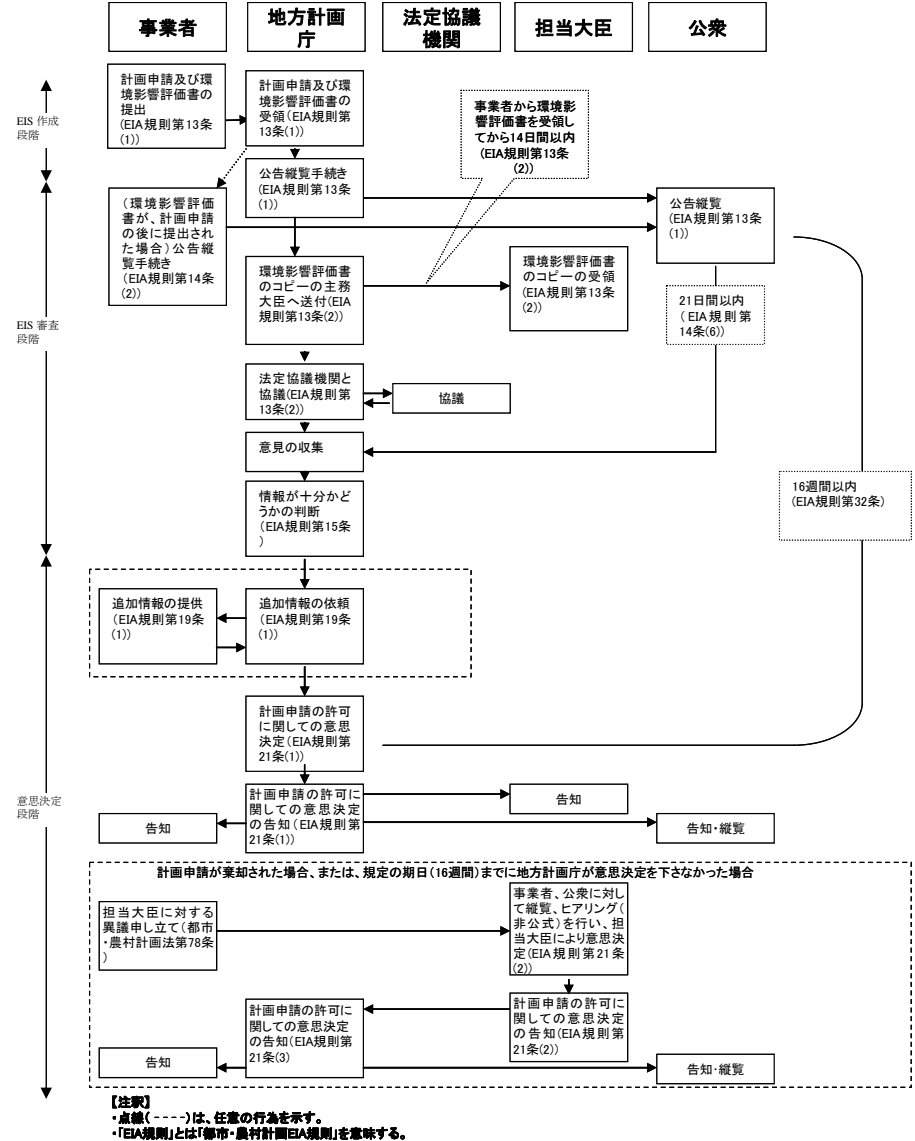 事業者
地方計画
庁
法定協議
機関
担当大臣
公衆
EIS 作成
段階
計画申請及び環
境影響評価書の
提出
(EIA規則第13条
(1))
計画申請及び環
境影響評価書の
受領(EIA規則第
13条(1))
事業者から環境影
響評価書を受領し
てから14日間以内
(EIA規則第13条
(2))
公告縦覧手続き
(EIA規則第13条
(1))
EIS 審査
段階
(環境影響評価
書が、計画申請
の後に提出され
た場合)公告縦
覧手続き
(EIA規則第14条
(2))
公告縦覧
(EIA規則第13条
(1))
環境影響評価書
のコピーの主務
大臣へ送付(EIA
規則第13条(2))
環境影響評価書
のコピーの受領
(EIA規則第13条
(2))
21日間以内
(EIA規則第
14条(6))
法定協議機関と
協議(EIA規則第
13条(2))
協議
意見の収集
情報が十分かど
うかの判断
(EIA規則第15条
)
16週間以内
(EIA規則第32条)
意思決定
段階
追加情報の提供
(EIA規則第19条
(1))
追加情報の依頼
(EIA規則第19条
(1))
計画申請の許可
に関しての意思
決定(EIA規則第
21条(1))
計画申請の許可に
関しての意思決定
の告知(EIA規則第
21条(1))
告知
告知
告知・縦覧
計画申請が棄却された場合、または、規定の期日(16週間)までに地方計画庁が意思決定を下さなかった場合
担当大臣に対する
異議申し立て(都市
・農村計画法第78条
)
事業者、公衆に対し
て縦覧、ヒアリング(
非公式)を行い、担
当大臣により意思決
定(EIA規則第21条
(2))
計画申請の許可に
関しての意思決定
の告知(EIA規則第
21条(3)
計画申請の許可に
関しての意思決定
の告知(EIA規則第
21条(2))
告知
告知・縦覧
【注釈】
・点線(‐‐‐‐)は、任意の行為を示す。
・「EIA規則」とは「都市・農村計画EIA規則」を意味する。